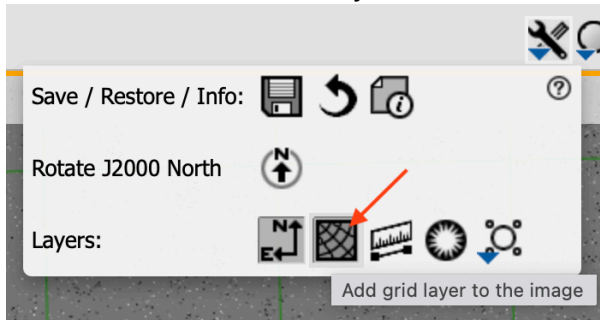 Save / Restore / Info:
Rotate J2000 North
N
Layers:
N
E
Add grid layer to the image